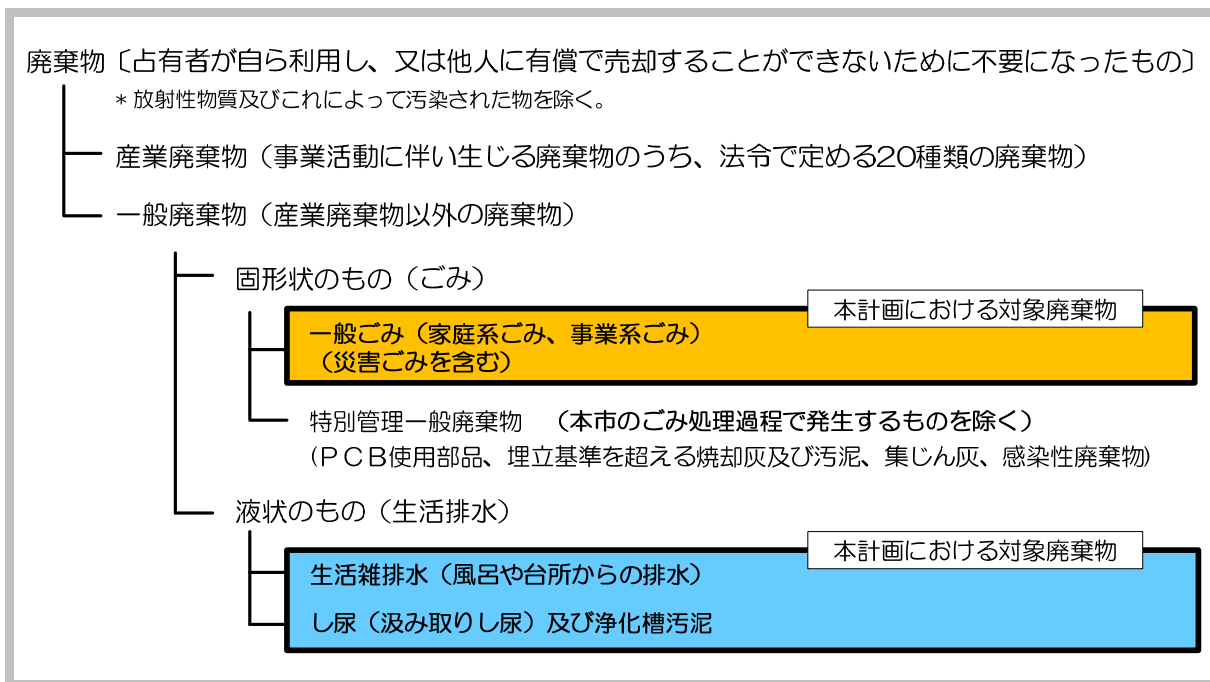 廃棄物〔占有者が自ら利用し、又は他人に有償で売却することができないために不要になったもの〕
＊放射性物質及びこれによって汚染された物を除く。
産業廃棄物（事業活動に伴い生じる廃棄物のうち、法令で定める20種類の廃棄物）
一般廃棄物（産業廃棄物以外の廃棄物）
固形状のもの（ごみ）
本計画における対象廃棄物
一般ごみ（家庭系ごみ、事業系ごみ）
（災害ごみを含む）
特別管理一般廃棄物　（本市のごみ処理過程で発生するものを除く）
(ＰＣＢ使用部品、埋立基準を超える焼却灰及び汚泥、集じん灰、感染性廃棄物)
液状のもの（生活排水）
本計画における対象廃棄物
生活雑排水（風呂や台所からの排水）
し尿（汲み取りし尿）及び浄化槽汚泥